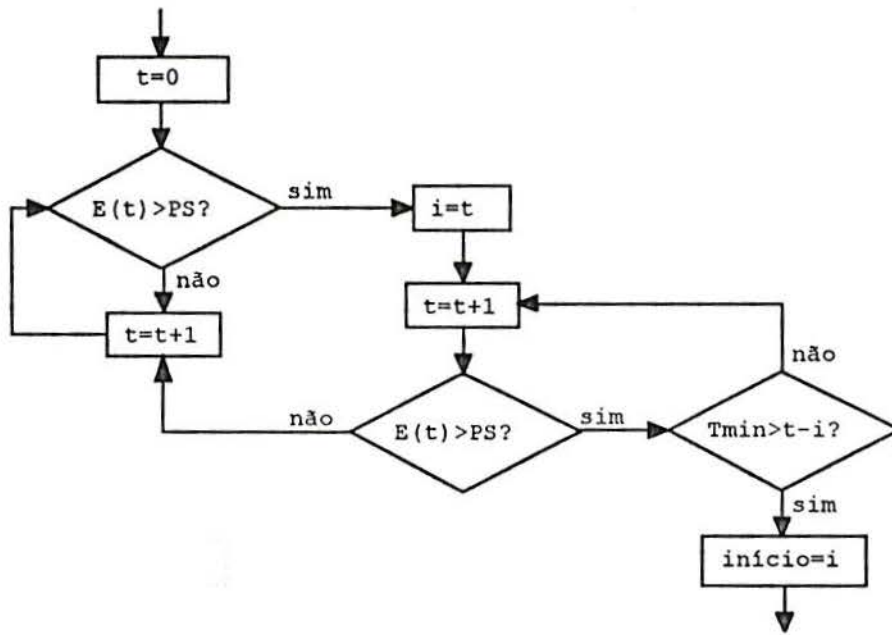 t=0
E(t)>PS?
sim
i=t
não
t=t+1
t=t+1
não
E(t)>PS?
sim
não
Tmin>t-i?
sim
início=i